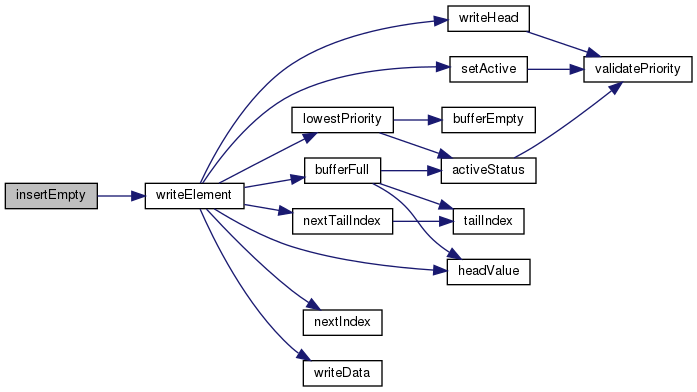 writeHead
setActive
validatePriority
lowestPriority
bufferEmpty
bufferFull
activeStatus
insertEmpty
writeElement
nextTailIndex
tailIndex
headValue
nextIndex
writeData